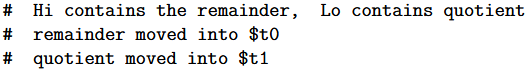 #  Hi contains the remainder,  Lo contains quotient
#  remainder moved into $t0
#  quotient moved into $t1